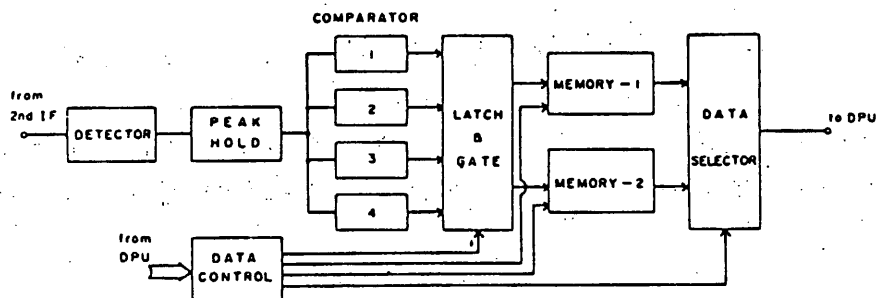 COMPARATOR
1
from
2nd IF
DETECTOR
PEAK
HOLD
2
3
4
LATCH
&
GATE
MEMORY-1
MEMORY-2
DATA
SELECTOR
to DPU
from
DPU
DATA
CONTROL